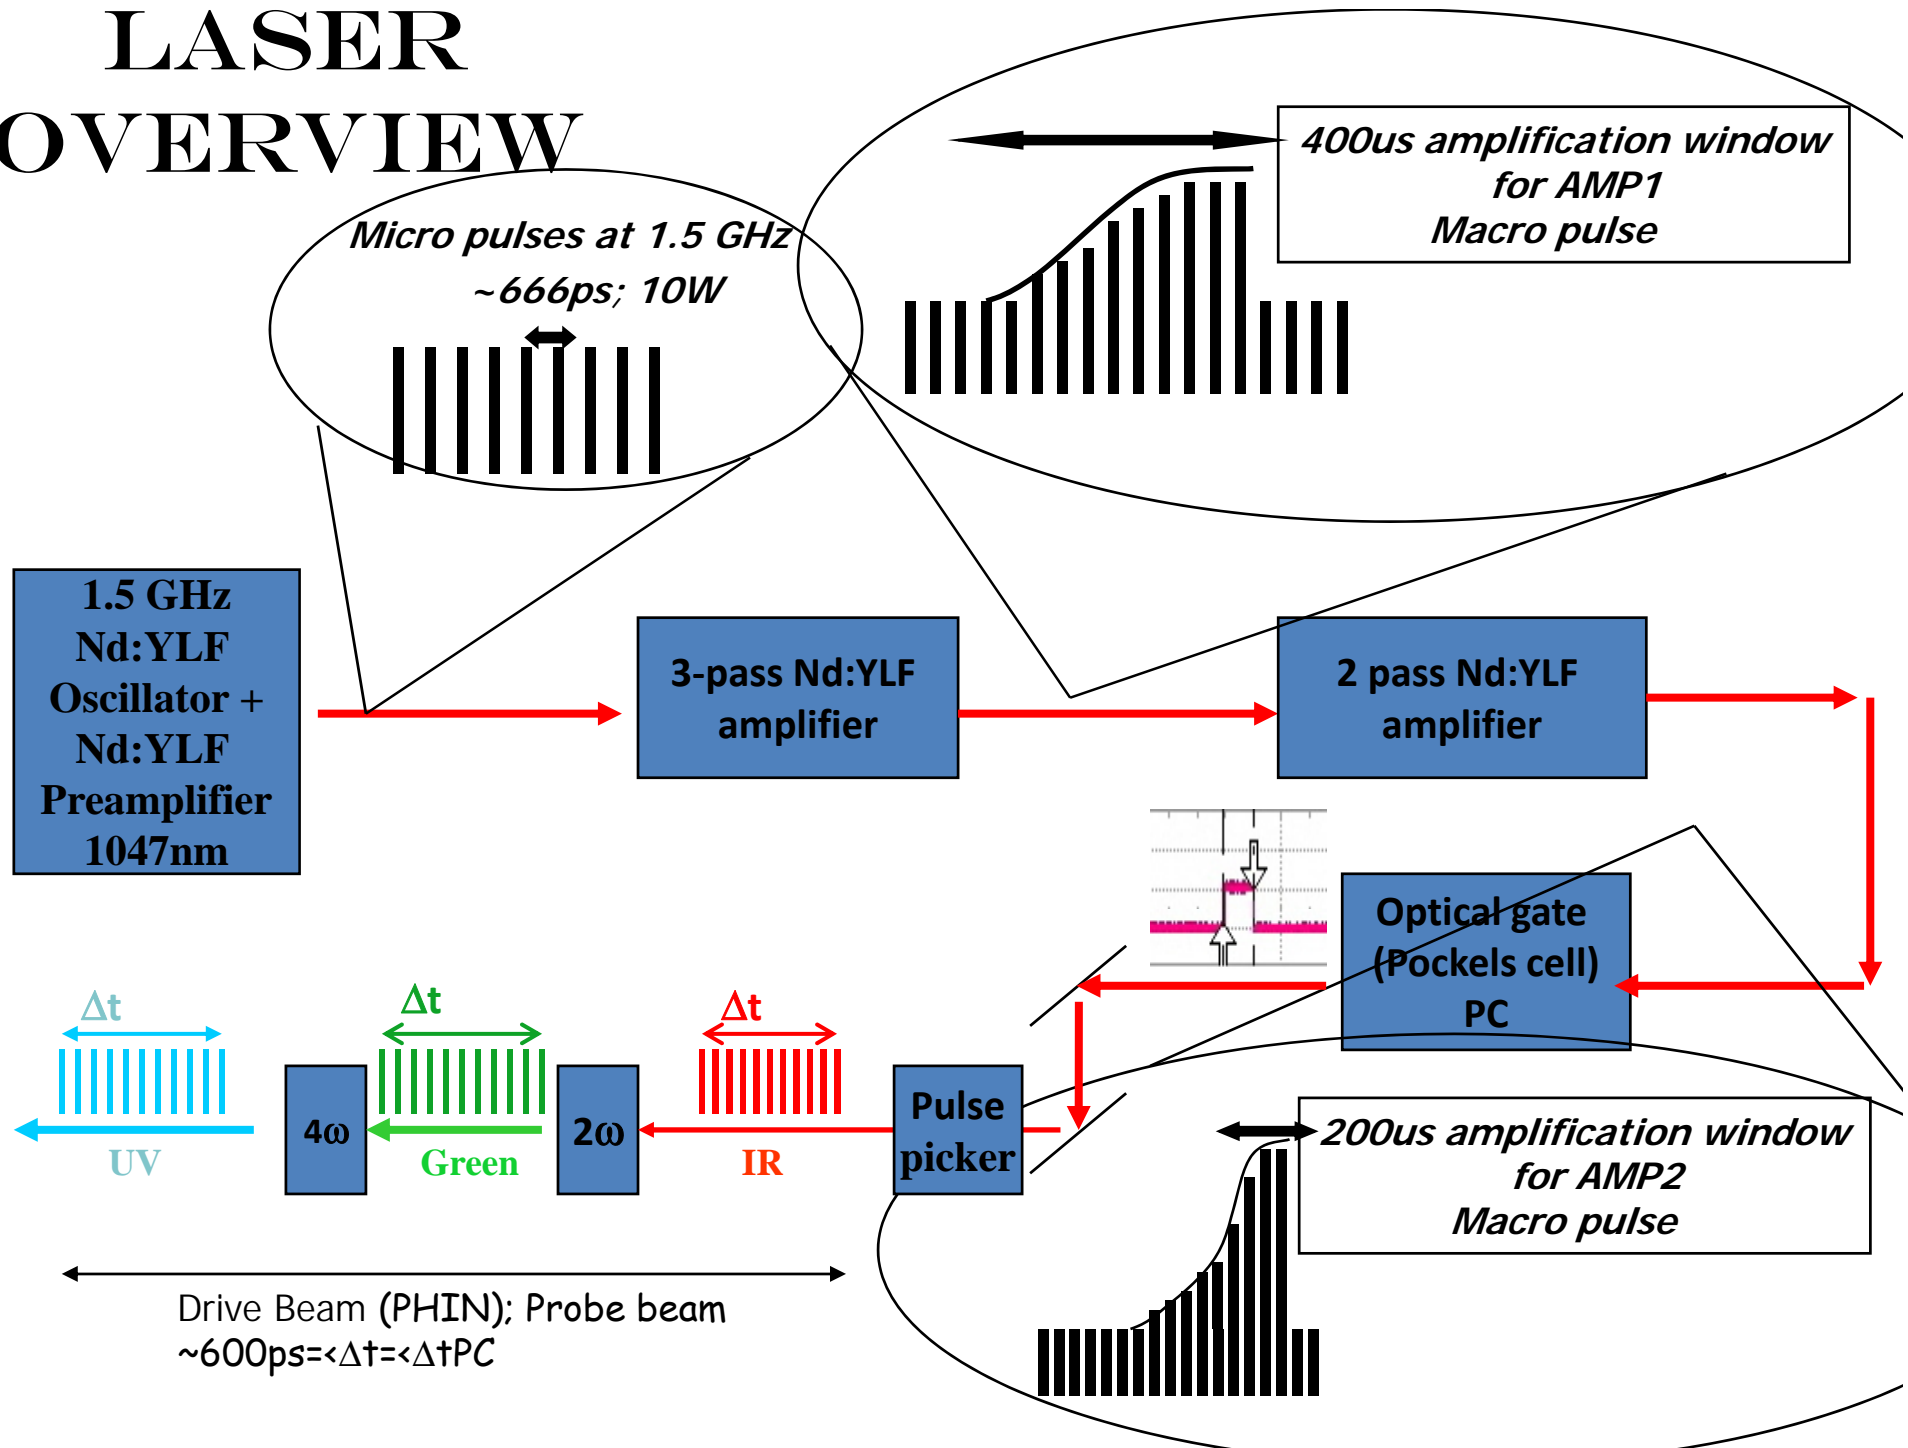 LASER
OVERVIEW
Micro pulses at 1.5 GHz
~666ps; 10W
400us amplification window
for AMP1
Macro pulse
1.5 GHz
Nd:YLF
Oscillator +
Nd:YLF
Preamplifier
1047nm
3-pass Nd:YLF
amplifier
2 pass Nd:YLF
amplifier
Optical gate
(Pockels cell)
PC
Δt
Δt
Δt
UV
4ω
Green
2ω
IR
Pulse
picker
200us amplification window
for AMP2
Macro pulse
Drive Beam (PHIN); Probe beam
~600ps=<Δt=<ΔtPC